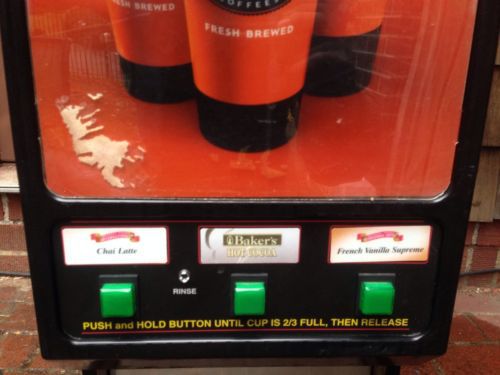 COFFEES
FRESH BREWED
FRESH BREWED
Chai Latte
Baker's
HOT COCOA
French Vanilla Supreme
RINSE
PUSH and HOLD BUTTON UNTIL CUP IS 2/3 FULL, THEN RELEASE